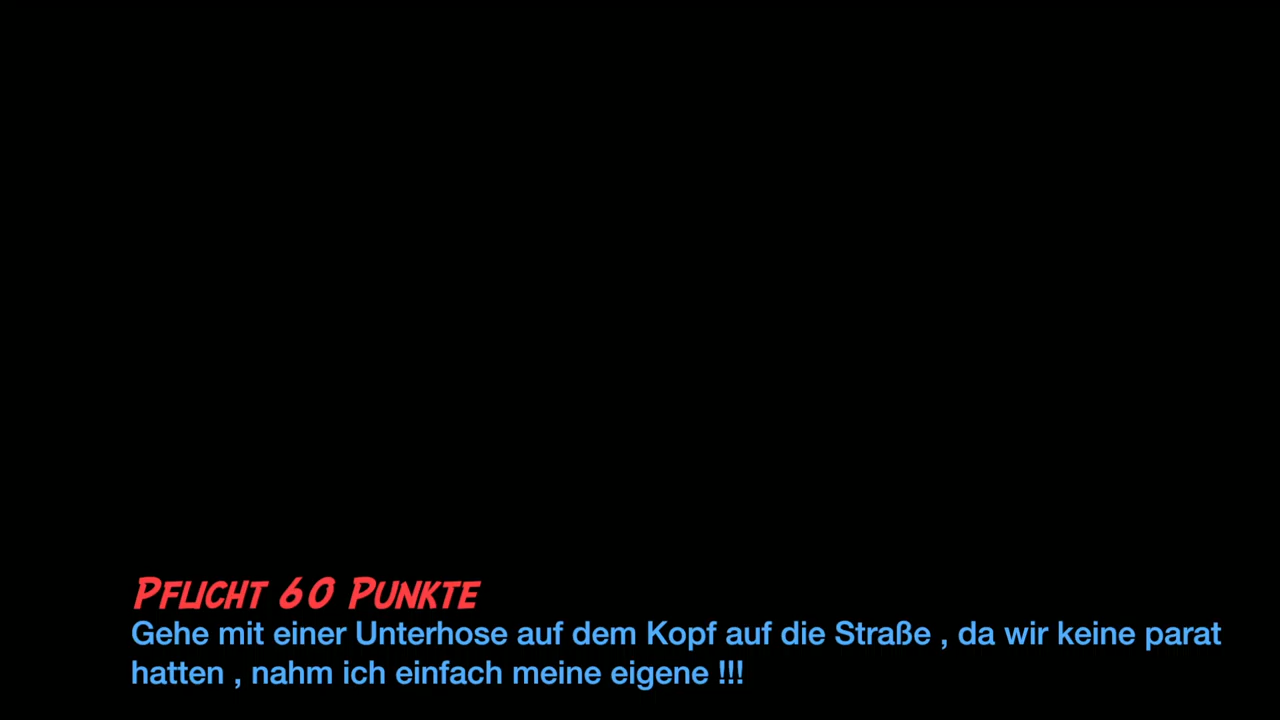 Pflicht 60 Punkte
Gehe mit einer Unterhose auf dem Kopf auf die Straße , da wir keine parat
hatten , nahm ich einfach meine eigene !!!